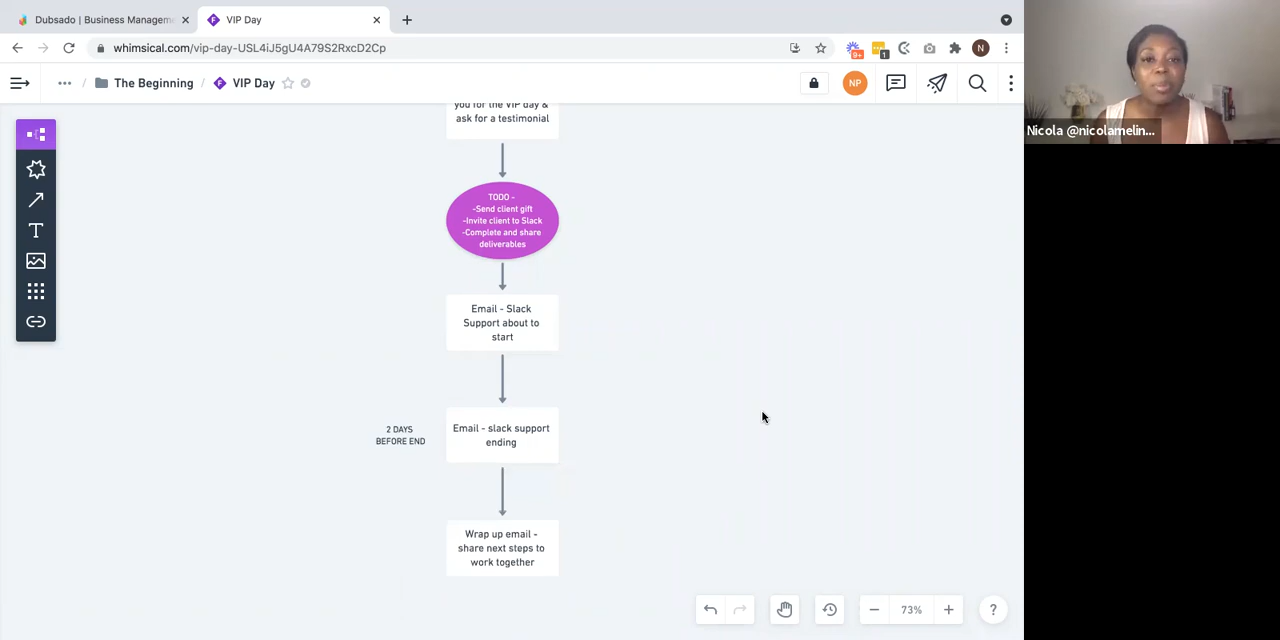 Dubsado | Business Managem
VIP Day
whimsical.com/vip-day-USL4iJ5gU4A79S2RxcD2Cp
9+
1
N
The Beginning
/
VIP Day
NP
Nicola @nicolamelin...
you for the VIP day &
ask for a testimonial
TODO -
-Send client gift
-Invite client to Slack
-Complete and share
deliverables
Email - Slack
Support about to
start
2 DAYS
BEFORE END
Email - slack support
ending
Wrap up email -
share next steps to
work together
73%
?